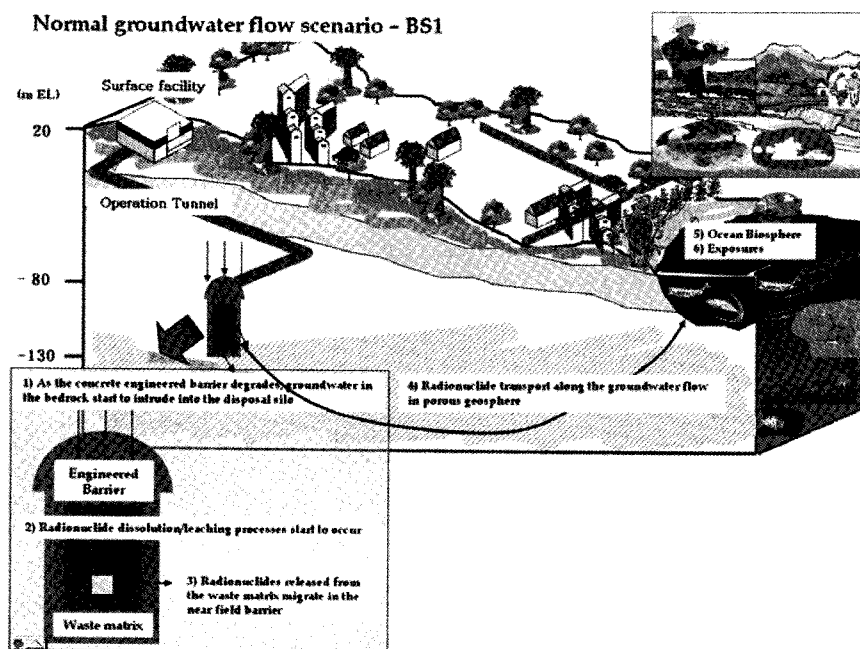 Normal groundwater flow scenario - BS1
(m EL)
Surface facility
20
Operation Tunnel
- 80
-130
5) Ocean Biosphere
6) Exposures
1) As the concrete engineered barrier degrades, groundwater in
the bedrock start to intrude into the disposal silo
4) Radionuclide transport along the groundwater flow
in porous geosphere
Engineered
Barrier
2) Radionuclide dissolution/leaching processes start to occur
3) Radionuclides released from
the waste matrix migrate in the
near field barrier
Waste matrix